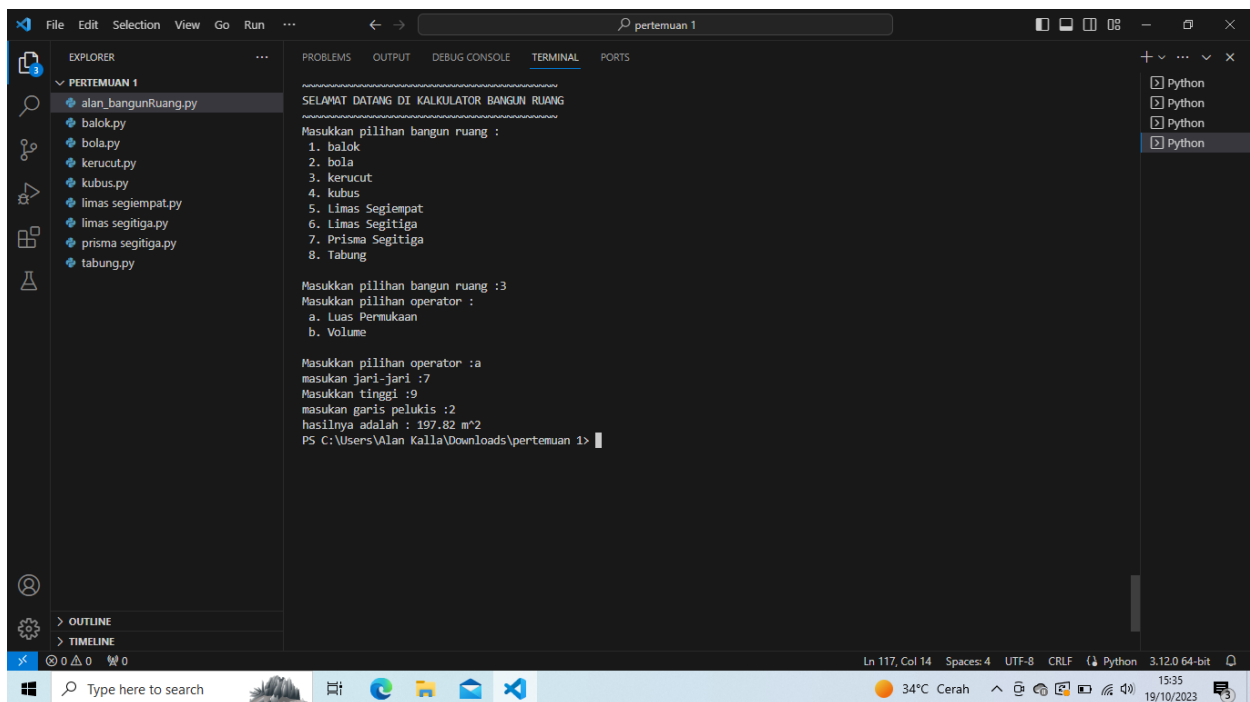 File Edit Selection View Go Run ···
pertemuan 1
EXPLORER ···
PERTEMUAN 1
alan_bangunRuang.py
balok.py
bola.py
kerucut.py
kubus.py
limas segiempat.py
limas segitiga.py
prisma segitiga.py
tabung.py
OUTLINE
TIMELINE
3
PROBLEMS OUTPUT DEBUG CONSOLE TERMINAL PORTS
~~~~~~~~~~~~~~~~~~~~~~~~~~~~~~~~~~~~~~~~~~~
SELAMAT DATANG DI KALKULATOR BANGUN RUANG
~~~~~~~~~~~~~~~~~~~~~~~~~~~~~~~~~~~~~~~~~~~
Masukkan pilihan bangun ruang :
1. balok
2. bola
3. kerucut
4. kubus
5. Limas Segiempat
6. Limas Segitiga
7. Prisma Segitiga
8. Tabung
Masukkan pilihan bangun ruang :3
Masukkan pilihan operator :
a. Luas Permukaan
b. Volume
Masukkan pilihan operator :a
masukan jari-jari :7
Masukkan tinggi :9
masukan garis pelukis :2
hasilnya adalah : 197.82 m^2
PS C:\Users\Alan Kalla\Downloads\pertemuan 1>
Python
Python
Python
Python
0 0 0
Ln 117, Col 14 Spaces: 4 UTF-8 CRLF Python 3.12.0 64-bit
Type here to search
34°C Cerah
15:35
19/10/2023
3